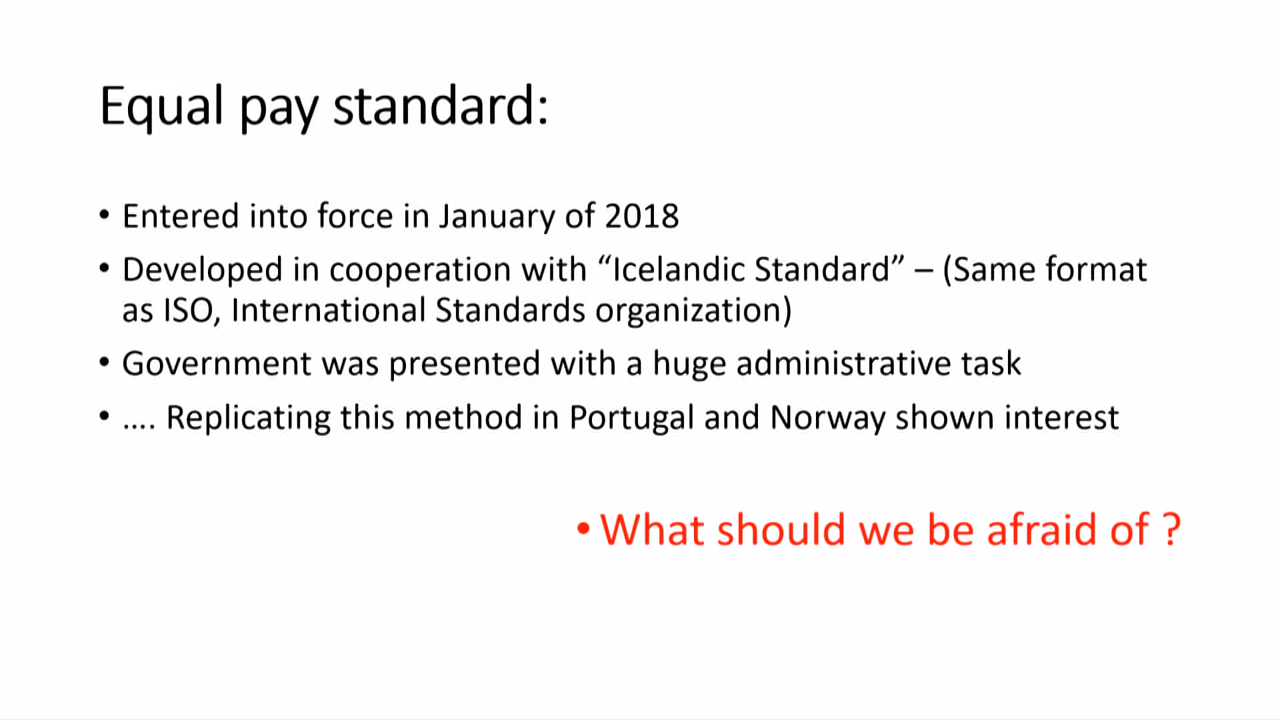 Equal pay standard:
• Entered into force in January of 2018
• Developed in cooperation with “Icelandic Standard” – (Same format
as ISO, International Standards organization)
• Government was presented with a huge administrative task
• .... Replicating this method in Portugal and Norway shown interest
• What should we be afraid of ?